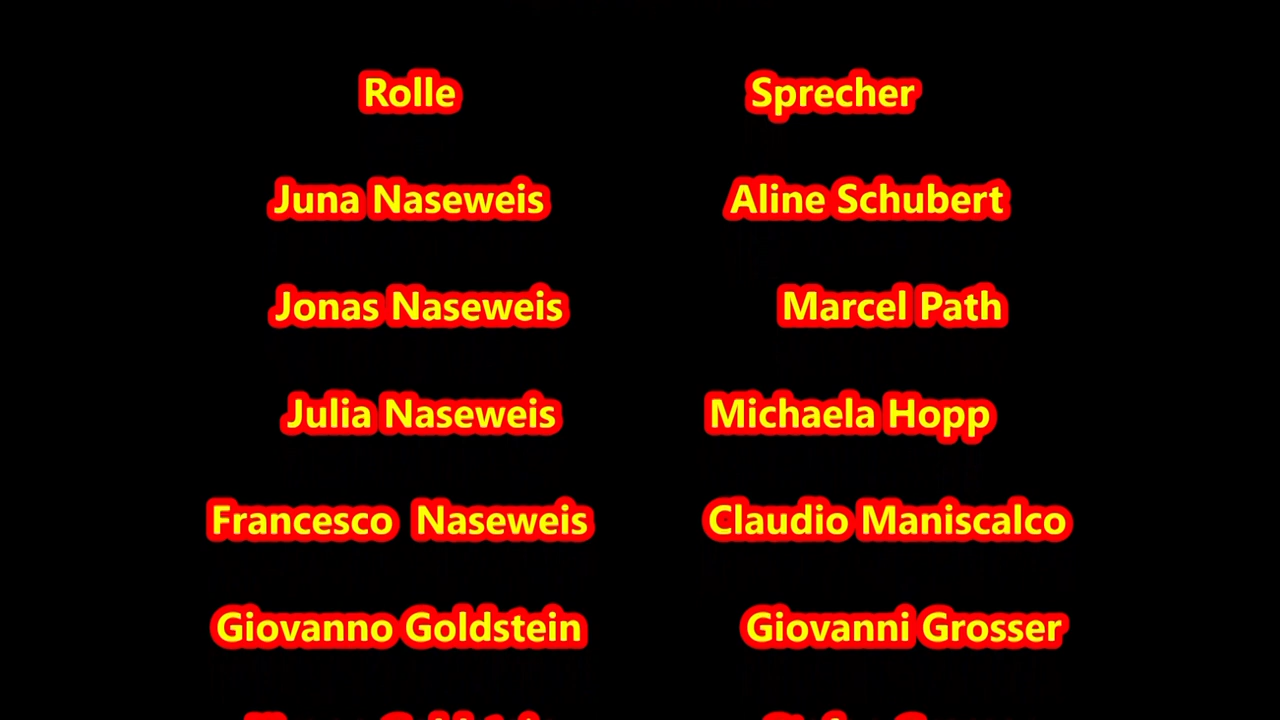 Rolle Sprecher
Juna Naseweis Aline Schubert
Jonas Naseweis Marcel Path
Julia Naseweis Michaela Hopp
Francesco Naseweis Claudio Maniscalco
Giovanno Goldstein Giovanni Grosser